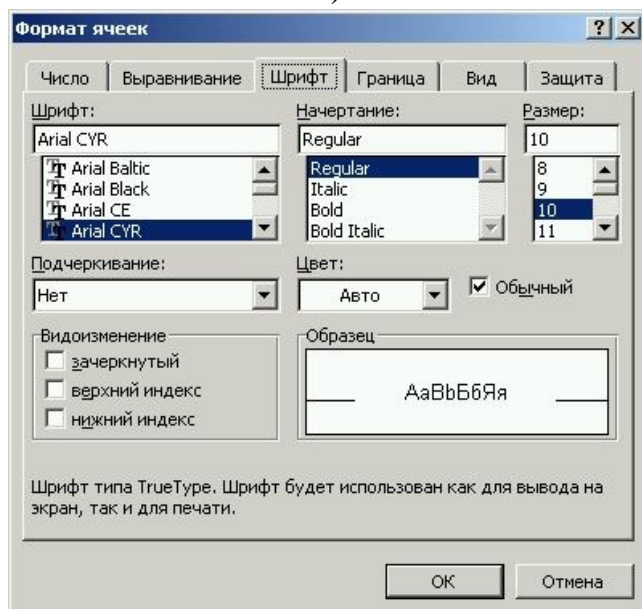 )
Формат ячеек
Число Выравнивание Шрифт Граница Вид Защита
Шрифт: Начертание: Размер:
Arial CYR Regular 10
Arial Baltic Regular 8
Arial Black Italic 9
Arial CE Bold 10
Arial CYR Bold Italic 11
Подчеркивание: Цвет:
Нет Авто Обычный
Видоизменение Образец
зачеркнутый
верхний индекс АаBbБбЯя
нижний индекс
Шрифт типа TrueType. Шрифт будет использован как для вывода на
экран, так и для печати.
ОК Отмена